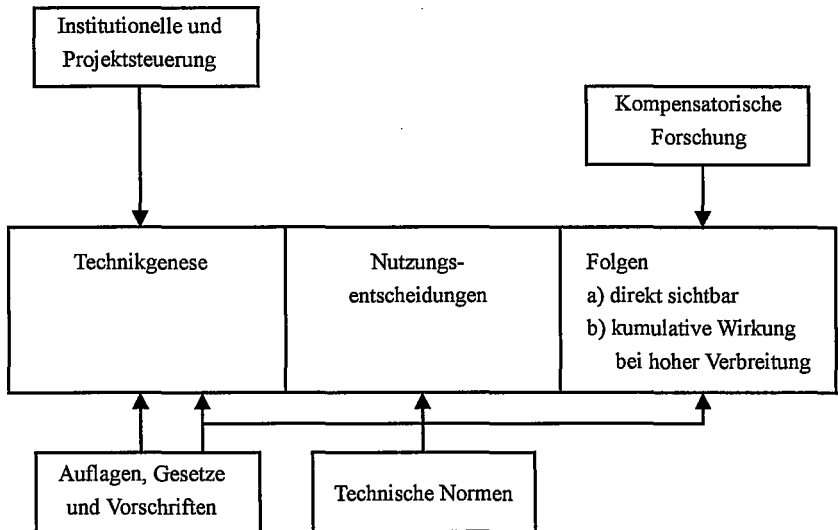 Institutionelle und
Projektsteuerung
Kompensatorische
Forschung
Technikgenese
Nutzungs-
entscheidungen
Folgen
a) direkt sichtbar
b) kumulative Wirkung
bei hoher Verbreitung
Auflagen, Gesetze
und Vorschriften
Technische Normen